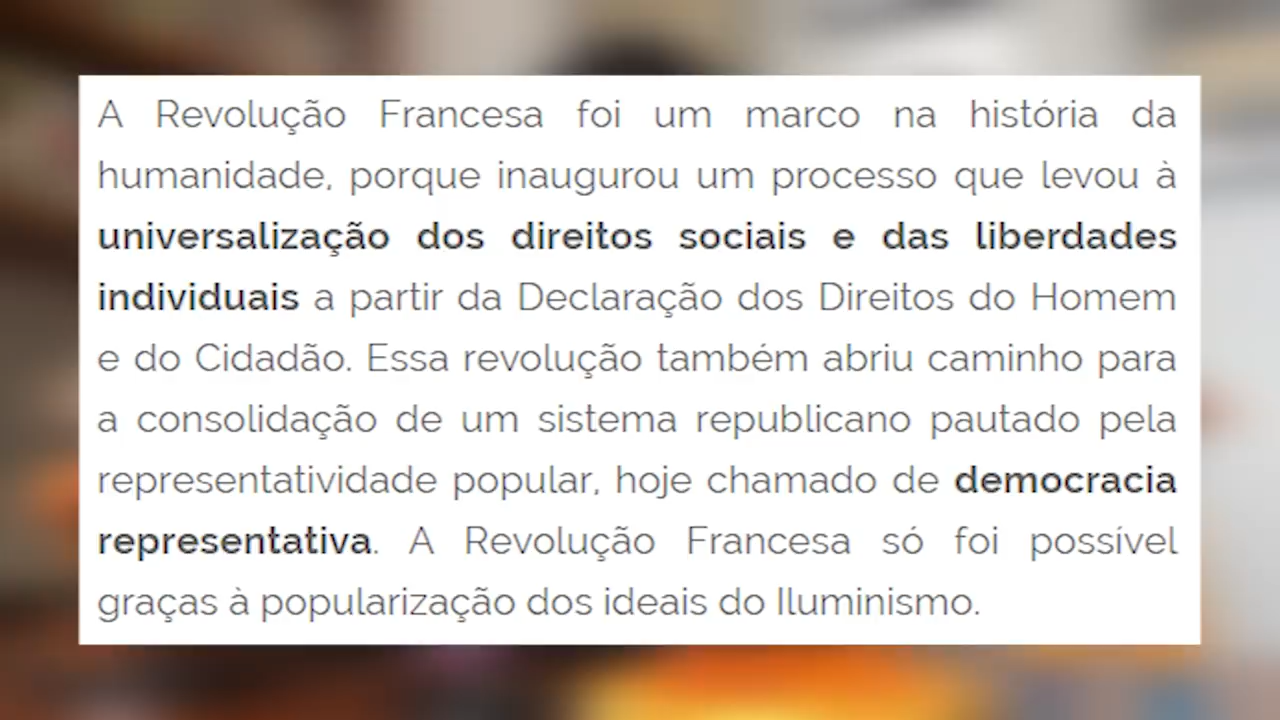 A Revolução Francesa foi um marco na história da
humanidade, porque inaugurou um processo que levou à
universalização dos direitos sociais e das liberdades
individuais a partir da Declaração dos Direitos do Homem
e do Cidadão. Essa revolução também abriu caminho para
a consolidação de um sistema republicano pautado pela
representatividade popular, hoje chamado de democracia
representativa. A Revolução Francesa só foi possível
graças à popularização dos ideais do Iluminismo.